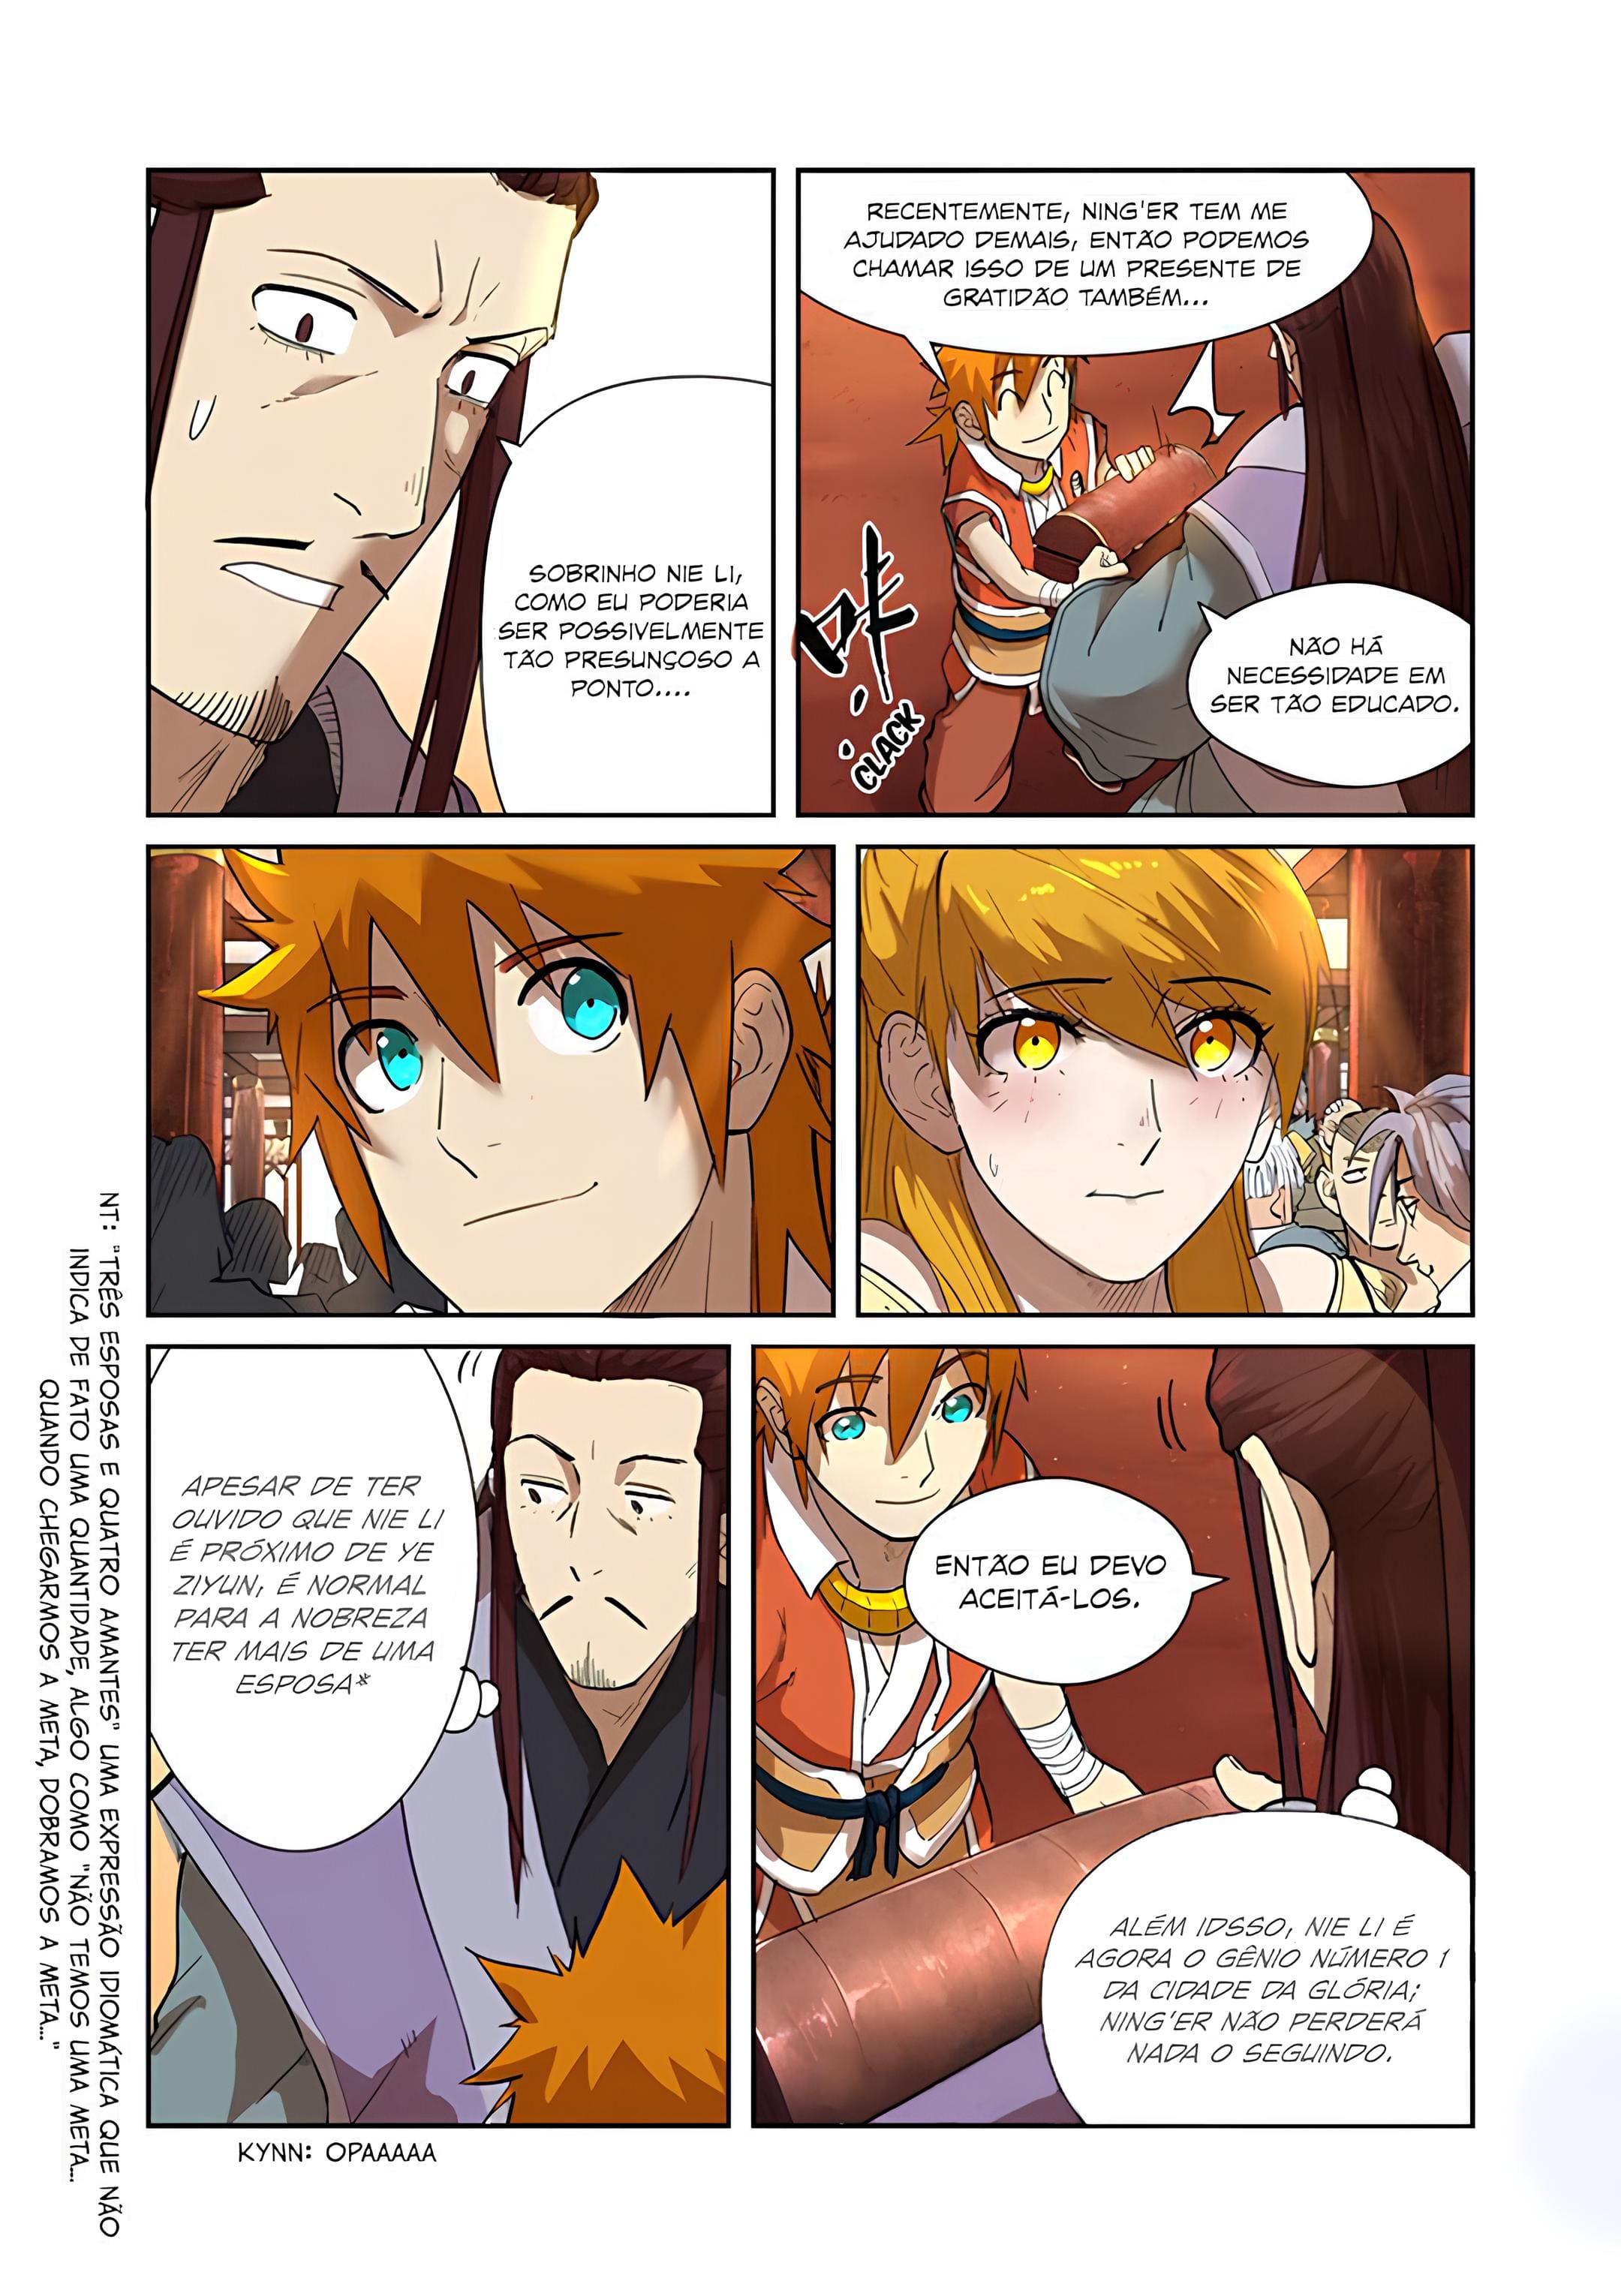 SOBRINHO NIE LI,
COMO EU PODERIA
SER POSSIVELMENTE
TÃO PRESUNÇOSO A
PONTO....
RECENTEMENTE, NING'ER TEM ME
AJUDADO DEMAIS, ENTÃO PODEMOS
CHAMAR ISSO DE UM PRESENTE DE
GRATIDÃO TAMBÉM...
CLACK
NÃO HÁ
NECESSIDADE EM
SER TÃO EDUCADO.
APESAR DE TER
OUVIDO QUE NIE LI
É PRÓXIMO DE YE
ZIYUN, É NORMAL
PARA A NOBREZA
TER MAIS DE UMA
ESPOSA*
ENTÃO EU DEVO
ACEITÁ-LOS.
ALÉM IDSSO, NIE LI É
AGORA O GÊNIO NÚMERO 1
DA CIDADE DA GLÓRIA;
NING'ER NÃO PERDERÁ
NADA O SEGUINDO.
NT: "TRÊS ESPOSAS E QUATRO AMANTES" UMA EXPRESSÃO IDIOMÁTICA QUE NÃO
INDICA DE FATO UMA QUANTIDADE, ALGO COMO "NÃO TEMOS UMA META...
QUANDO CHEGARMOS A META, DOBRAMOS A META..."
KYNN: OPAAAAA